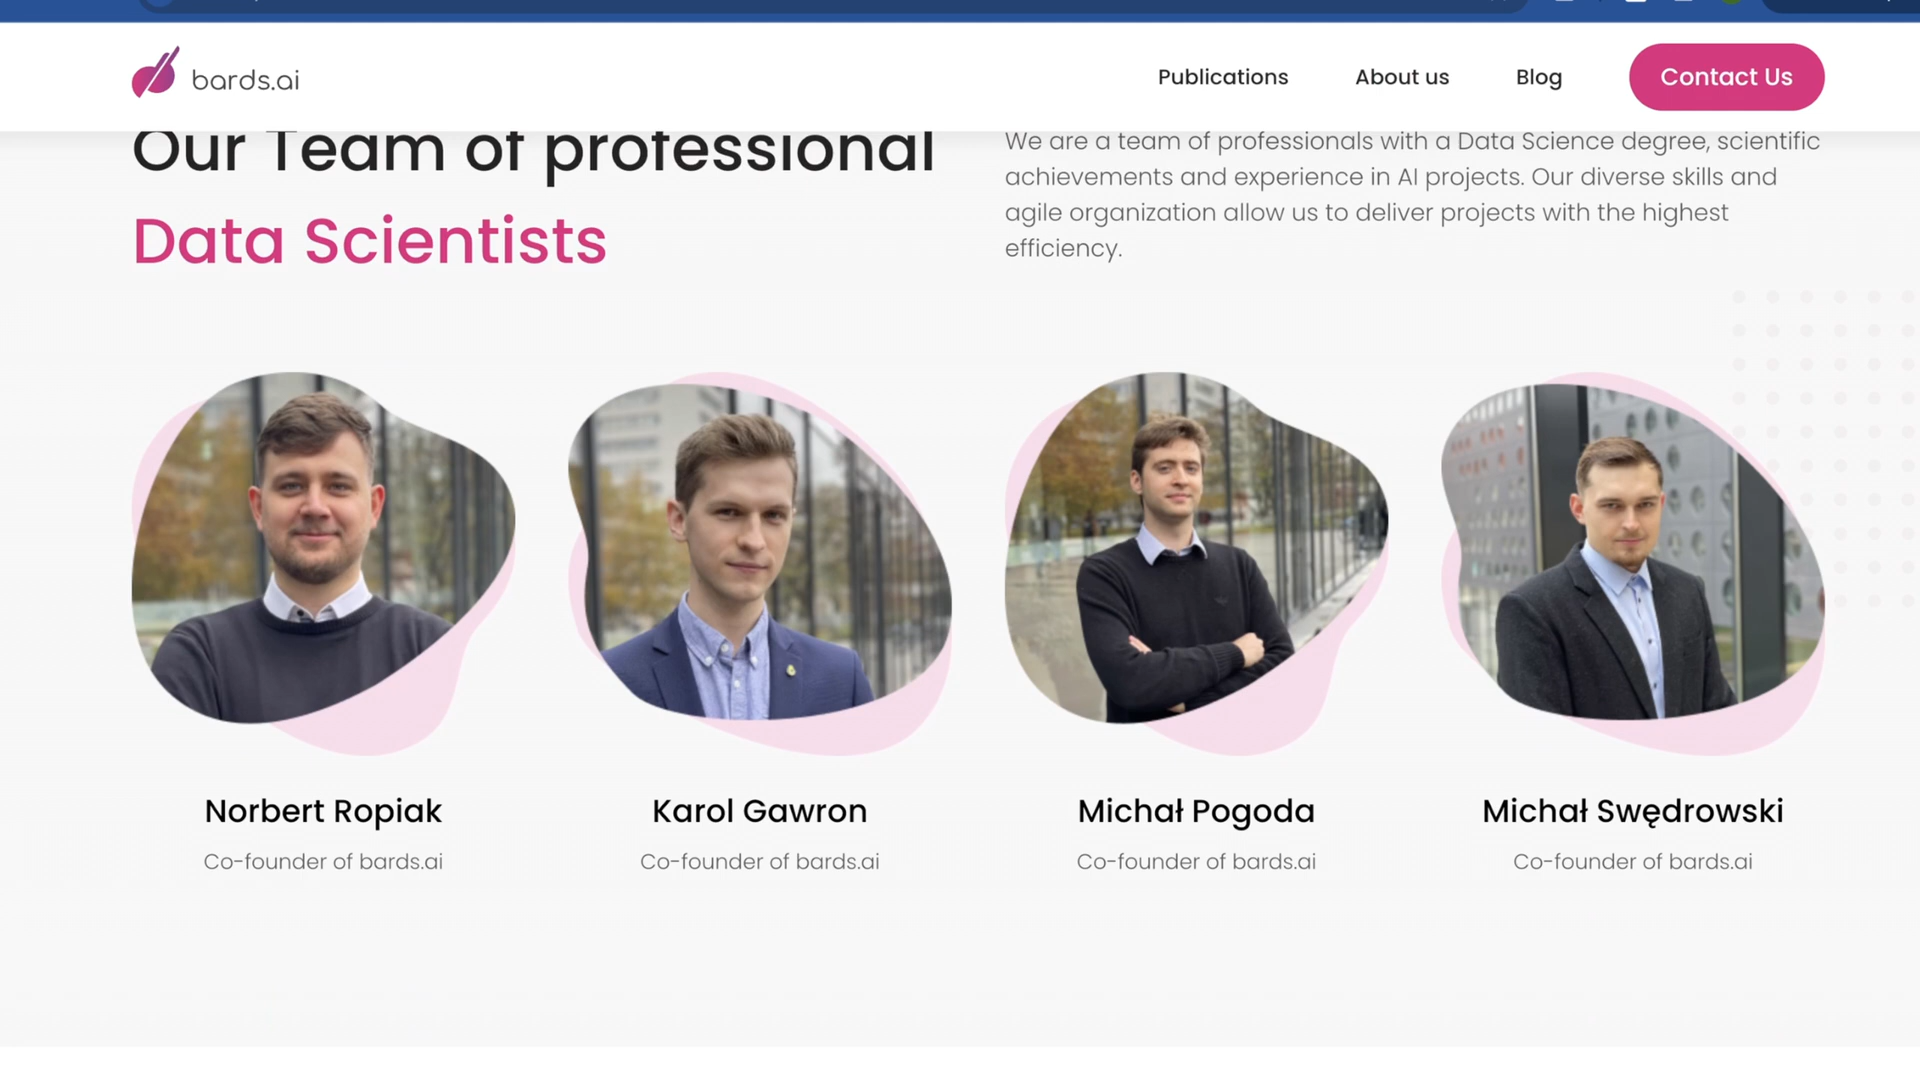 bards.ai
Publications
About us
Blog
Contact Us
Our Team of professional
Data Scientists
We are a team of professionals with a Data Science degree, scientific
achievements and experience in AI projects. Our diverse skills and
agile organization allow us to deliver projects with the highest
efficiency.
Norbert Ropiak
Co-founder of bards.ai
Karol Gawron
Co-founder of bards.ai
Michał Pogoda
Co-founder of bards.ai
Michał Swędrowski
Co-founder of bards.ai